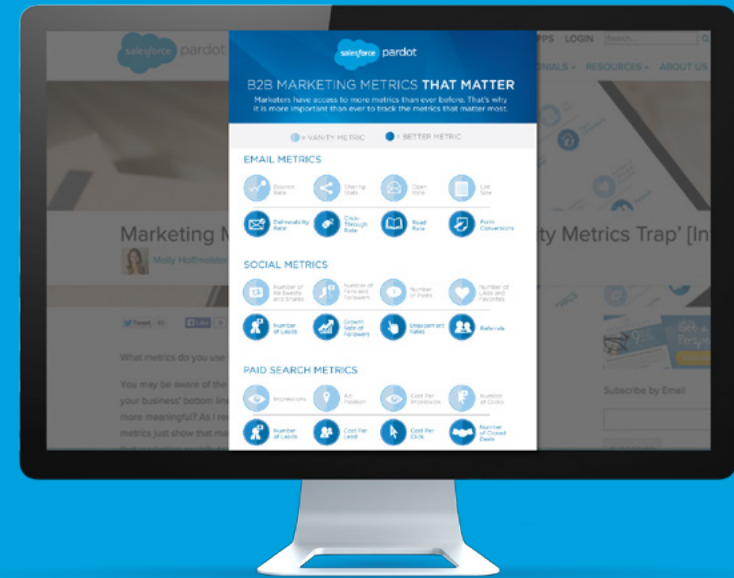 salesforce pardot
PPS LOGIN Search...
NIALS RESOURCES ABOUT US
salesforce pardot
B2B MARKETING METRICS THAT MATTER
Marketers have access to more metrics than ever before. That's why
it is more important than ever to track the metrics that matter most.
= VANITY METRIC = BETTER METRIC
EMAIL METRICS
Bounce Rate
Sharing Stats
Open Rate
List Size
Deliverability Rate
Click-Through Rate
Read Rate
Form Conversions
Marketing M
ty Metrics Trap' [In
Molly Hoffmeister
SOCIAL METRICS
Number of Retweets and Shares
Number of Fans and Followers
Number of Posts
Number of Likes and Favorites
Number of Leads
Growth Rate of Followers
Engagement Rates
Referrals
Tweet
Like
Get a
What metrics do you use
You may be aware of the
your business' bottom line
more meaningful? As I re
metrics just show that ma
Subscribe by Email
PAID SEARCH METRICS
Impressions
Ad Position
Cost Per Impression
Number of Clicks
Number of Leads
Cost Per Lead
Cost Per Click
Number of Closed Deals